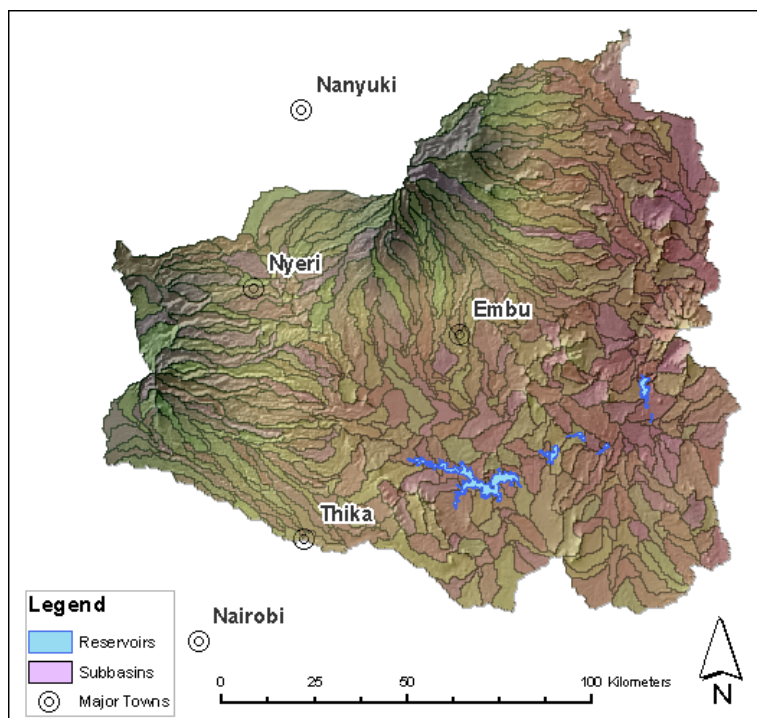 Nanyuki
Nyeri
Embu
Thika
Nairobi
Legend
Reservoirs
Subbasins
Major Towns
0 25 50 100 Kilometers
N